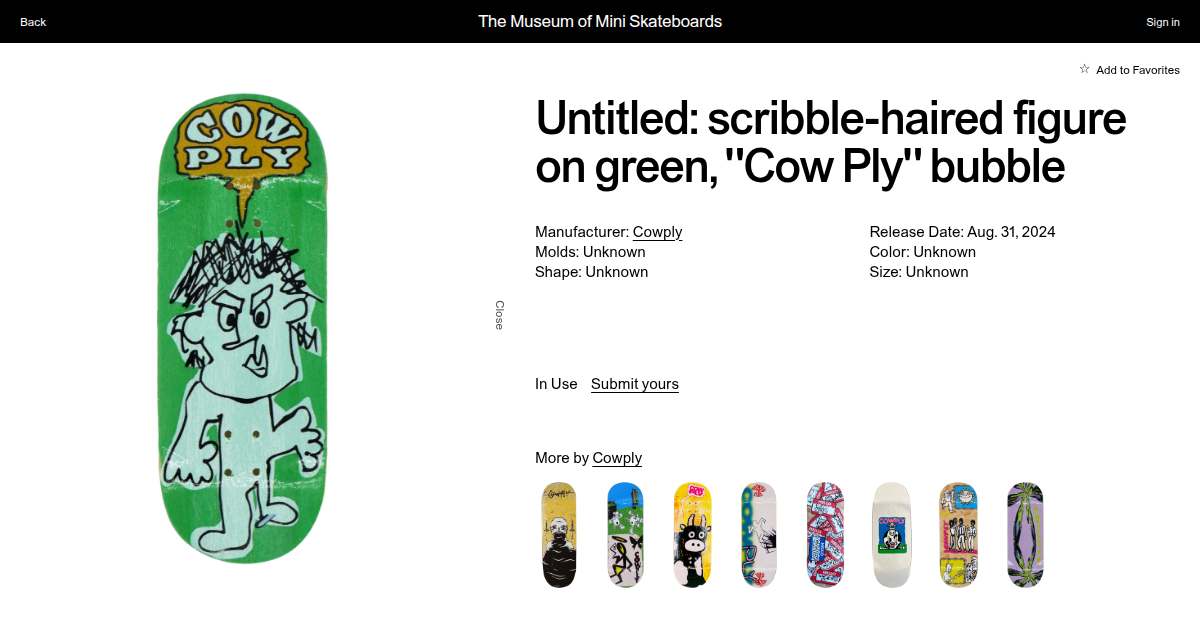 Back
The Museum of Mini Skateboards
Sign in
☆ Add to Favorites
COW
PLY
Untitled: scribble-haired figure
on green, "Cow Ply" bubble
Manufacturer: Cowply
Molds: Unknown
Shape: Unknown
Release Date: Aug. 31, 2024
Color: Unknown
Size: Unknown
Close
In Use Submit yours
More by Cowply
COWPLY